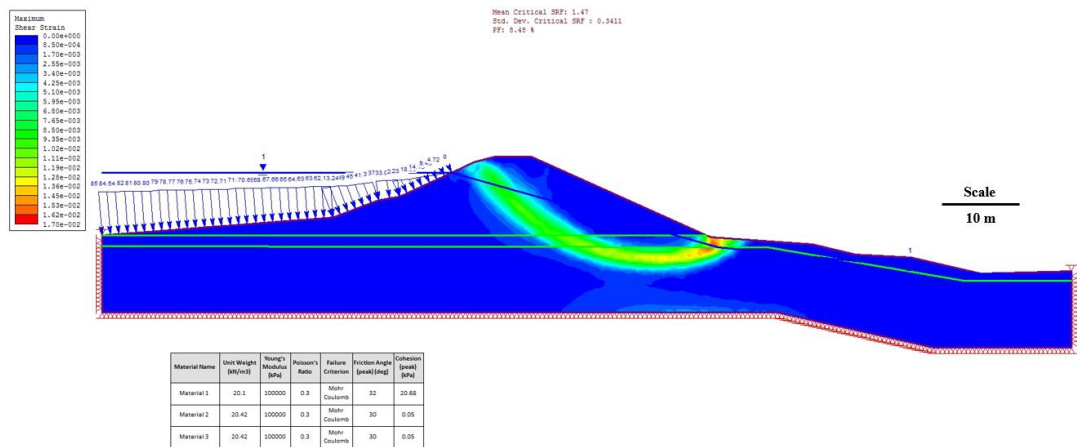 Mean Critical SRF: 1.47
Std. Dev. Critical SRF : 0.3411
PF: 8.48 %
Maximum
Shear Strain
0.00e+000
8.50e-004
1.70e-003
2.55e-003
3.40e-003
4.25e-003
5.10e-003
5.95e-003
6.80e-003
7.65e-003
8.50e-003
9.35e-003
1.02e-002
1.11e-002
1.19e-002
1.28e-002
1.36e-002
1.45e-002
1.53e-002
1.62e-002
1.70e-002
1
Scale
10 m
1
Material Name Unit Weight (kN/m3) Young's Modulus (kPa) Poisson's Ratio Failure Criterion Friction Angle (peak)(deg) Cohesion (peak) (kPa)
Material 1 20.1 100000 0.3 Mohr Coulomb 32 20.68
Material 2 20.42 100000 0.3 Mohr Coulomb 30 0.05
Material 3 20.42 100000 0.3 Mohr Coulomb 30 0.05